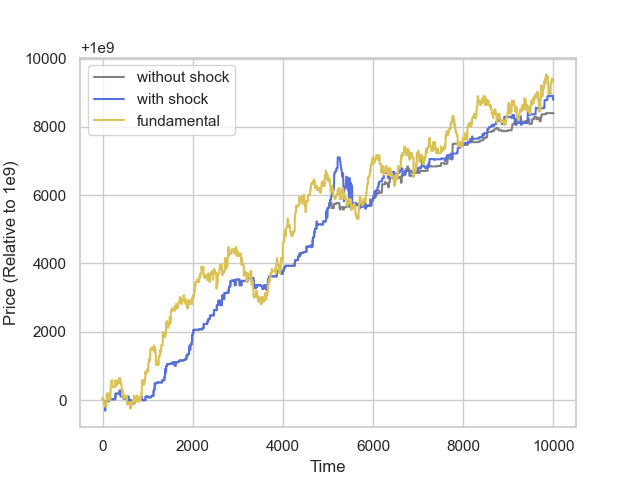 +1e9
10000
8000
6000
4000
2000
0
Price (Relative to 1e9)
without shock
with shock
fundamental
0 2000 4000 6000 8000 10000
Time